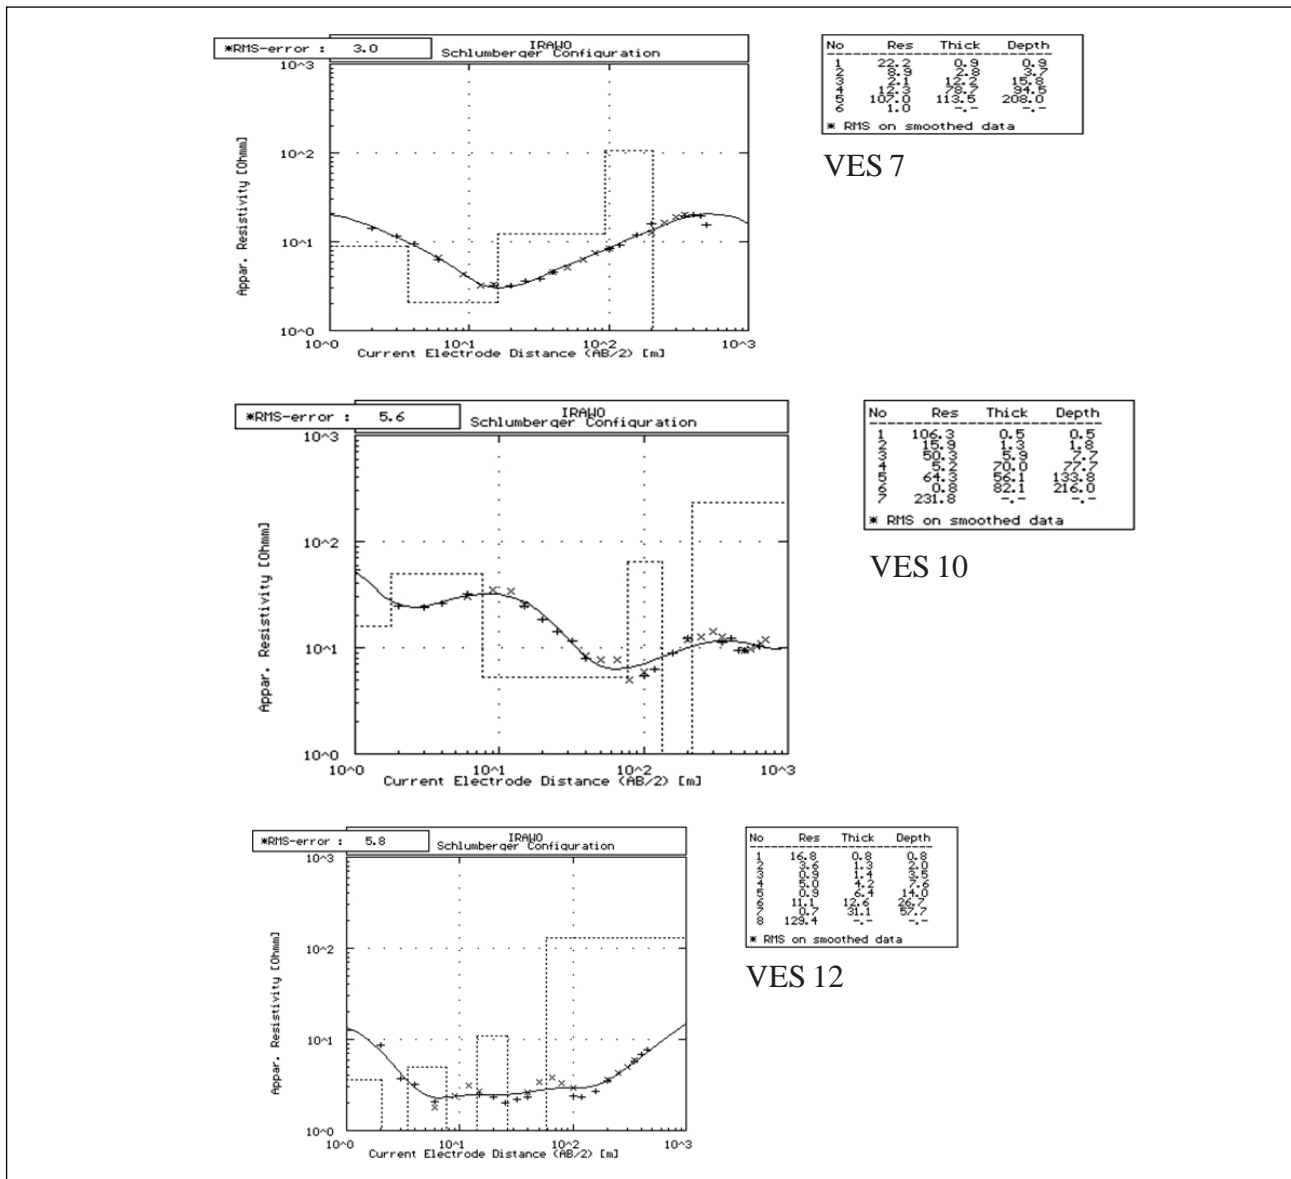 *RMS-error : 3.0
IRAWO
Schlumberger Configuration
10^3
10^2
10^1
10^0
Appar. Resistivity [Ohmm]
10^0 10^1 10^2 10^3
Current Electrode Distance (AB/2) [m]
No Res Thick Depth
1 22.2 0.9 0.9
2 8.9 2.8 3.7
3 2.1 12.2 15.8
4 12.3 78.7 94.5
5 107.0 113.5 208.0
6 1.0 -.- -.-
* RMS on smoothed data
VES 7
*RMS-error : 5.6
IRAWO
Schlumberger Configuration
10^3
10^2
10^1
10^0
Appar. Resistivity [Ohmm]
10^0 10^1 10^2 10^3
Current Electrode Distance (AB/2) [m]
No Res Thick Depth
1 106.3 0.5 0.5
2 15.9 1.3 1.8
3 50.3 5.9 7.7
4 5.2 70.0 77.7
5 64.3 56.1 133.8
6 0.8 82.1 216.0
7 231.8 -.- -.-
* RMS on smoothed data
VES 10
*RMS-error : 5.8
IRAWO
Schlumberger Configuration
10^3
10^2
10^1
10^0
Appar. Resistivity [Ohmm]
10^0 10^1 10^2 10^3
Current Electrode Distance (AB/2) [m]
No Res Thick Depth
1 16.8 0.8 0.8
2 3.6 1.3 2.0
3 0.9 1.4 3.5
4 5.0 4.2 7.6
5 0.9 6.4 14.0
6 11.1 12.6 26.7
7 0.7 31.1 57.7
8 129.4 -.- -.-
* RMS on smoothed data
VES 12